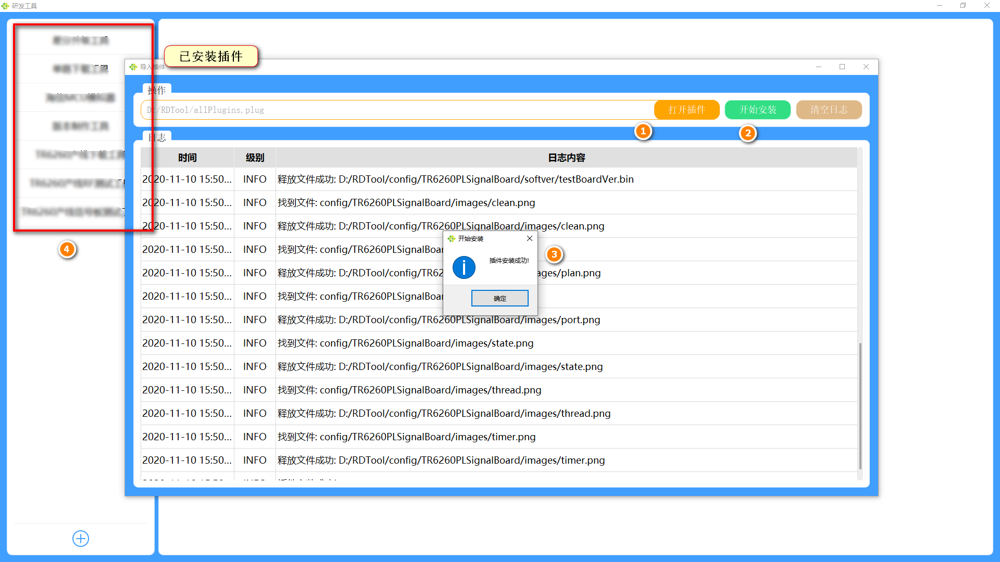 研发工具
已安装插件
导入插件
操作
D:/RDTool/allPlugins.plug
打开插件
开始安装
清空日志
1
2
日志
时间 级别 日志内容
2020-11-10 15:50... INFO 释放文件成功: D:/RDTool/config/TR6260PLSignalBoard/softver/testBoardVer.bin
2020-11-10 15:50... INFO 找到文件: config/TR6260PLSignalBoard/images/clean.png
2020-11-10 15:50... INFO 释放文件成功: D:/RDTool/config/TR6260PLSignalBoard/images/clean.png
2020-11-10 15:50... INFO 找到文件: config/TR6260PLSignalBoar
2020-11-10 15:50... INFO 释放文件成功: D:/RDTool/config/TR62 ages/plan.png
2020-11-10 15:50... INFO 找到文件: config/TR6260PLSignalBoar
2020-11-10 15:50... INFO 释放文件成功: D:/RDTool/config/TR6260PLSignalBoard/images/port.png
2020-11-10 15:50... INFO 找到文件: config/TR6260PLSignalBoard/images/state.png
2020-11-10 15:50... INFO 释放文件成功: D:/RDTool/config/TR6260PLSignalBoard/images/state.png
2020-11-10 15:50... INFO 找到文件: config/TR6260PLSignalBoard/images/thread.png
2020-11-10 15:50... INFO 释放文件成功: D:/RDTool/config/TR6260PLSignalBoard/images/thread.png
2020-11-10 15:50... INFO 找到文件: config/TR6260PLSignalBoard/images/timer.png
2020-11-10 15:50... INFO 释放文件成功: D:/RDTool/config/TR6260PLSignalBoard/images/timer.png
开始安装
插件安装成功!
确定
3
4